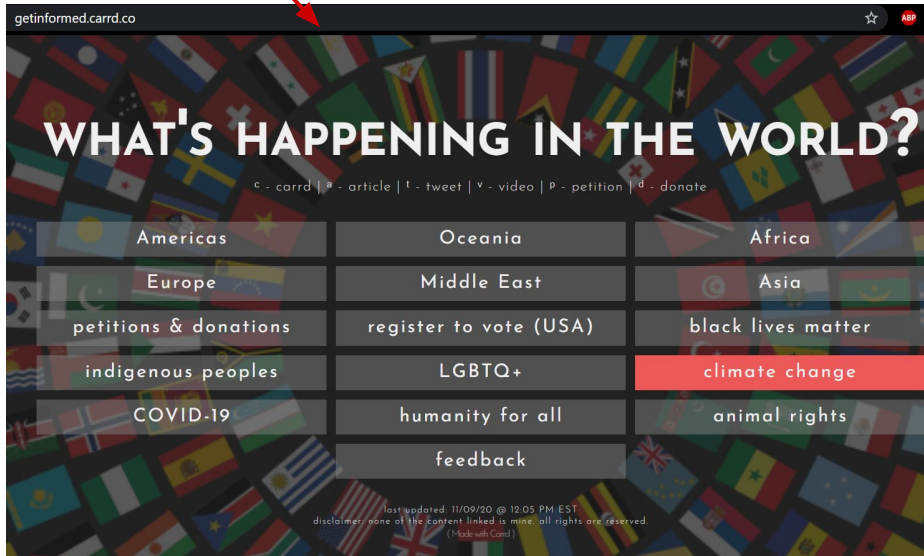 getinformed.carrd.co
ABP
WHAT'S HAPPENING IN THE WORLD?
c - carrd | a - article | t - tweet | v - video | p - petition | d - donate
Americas
Oceania
Africa
Europe
Middle East
Asia
petitions & donations
register to vote (USA)
black lives matter
indigenous peoples
LGBTQ+
climate change
COVID-19
humanity for all
animal rights
feedback
last updated: 11/09/20 @ 12:05 PM EST
disclaimer: none of the content linked is mine. all rights are reserved.
( Made with Carrd )